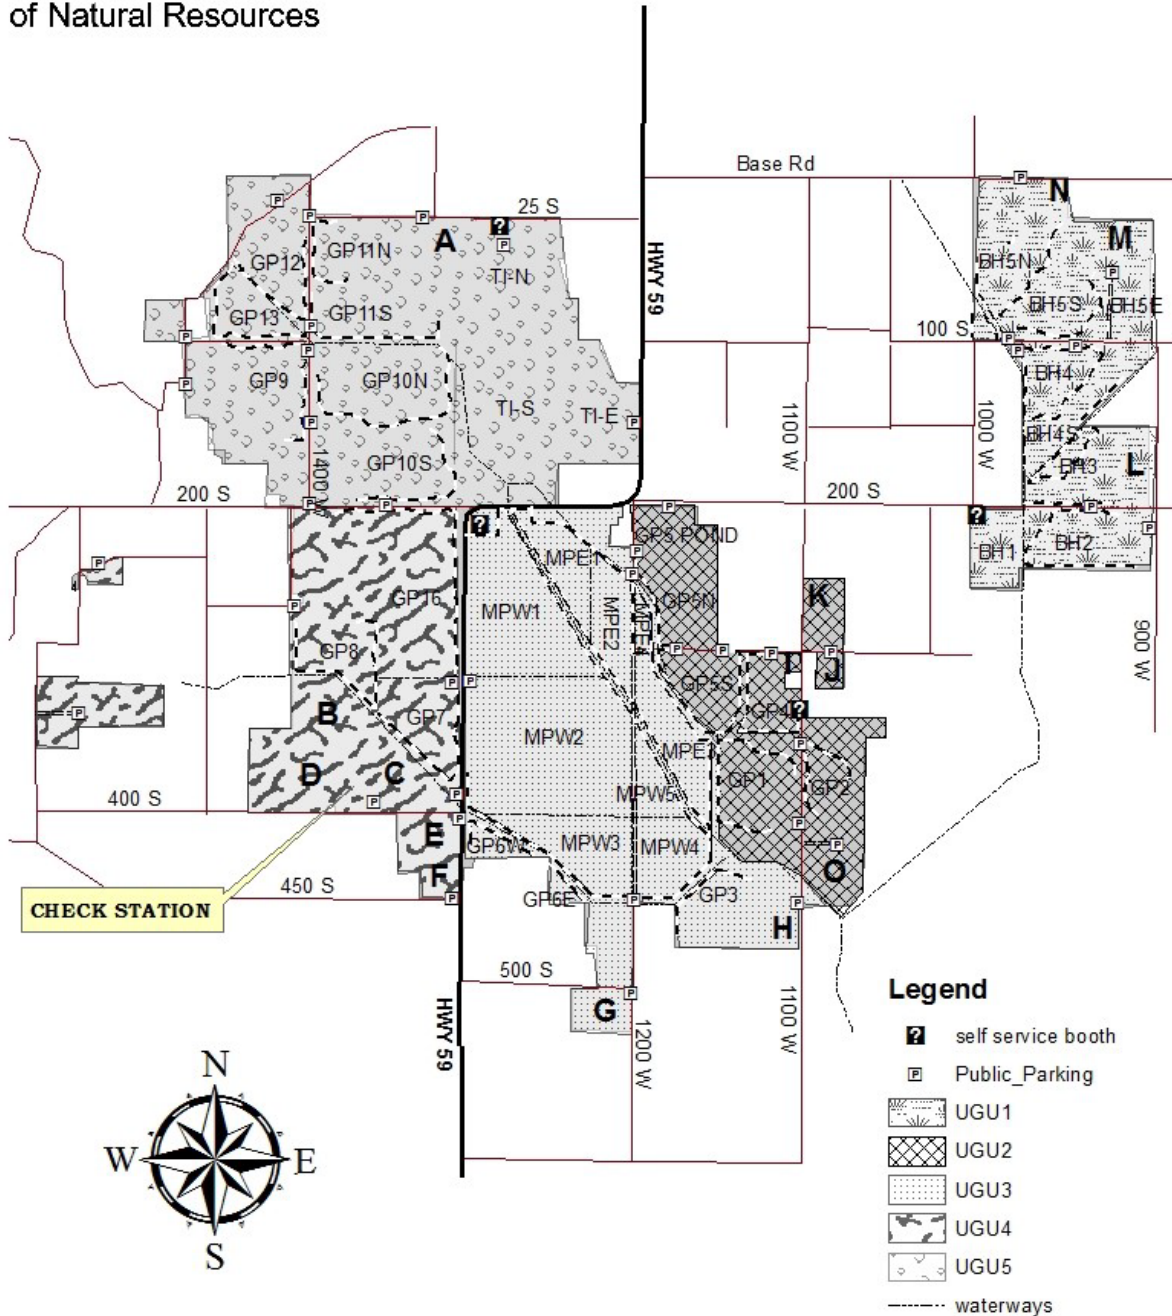 of Natural Resources
Base Rd
25 S
A
N
M
HWY 59
GP12
GP11N
TI-N
BH5N
GP13
GP11S
BH5S
BH5E
100 S
GP9
GP10N
BH4
TI-S
TI-E
1100 W
1000 W
BH4S
GP10S
BH3
L
200 S
200 S
GP5 POND
BH1
BH2
MPE1
GP16
MPW1
MPE2
MPE4
GP5N
K
900 W
GP8
J
GP5S
B
GP7
GP4
MPW2
MPE3
D
C
GP1
GP2
MPW5
400 S
E
GP6W
MPW3
MPW4
O
F
450 S
GP6E
GP3
CHECK STATION
H
500 S
G
HWY 59
1200 W
1100 W
Legend
? self service booth
P Public_Parking
UGU1
UGU2
UGU3
UGU4
UGU5
waterways
N
W E
S